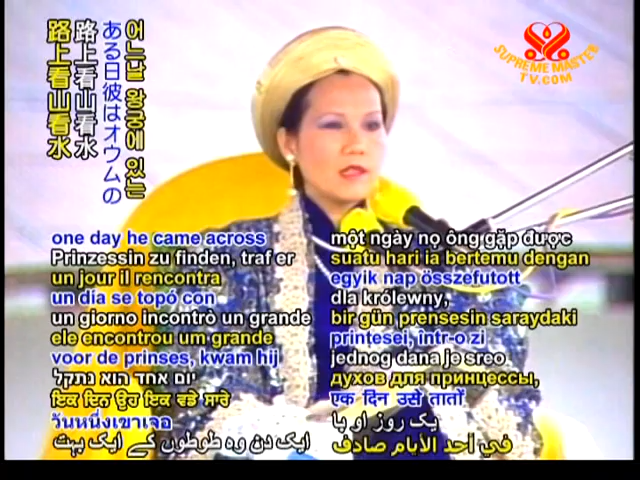 SUPREME MASTER
TV.COM
路上看山看水
路上看山看水
ある日彼はオウムの
어느날 왕궁에 있는
one day he came across
Prinzessin zu finden, traf er
un jour il rencontra
un día se topó con
un giorno incontrò un grande
ele encontrou um grande
voor de prinses, kwam hij
יום אחד הוא נתקל
ਇਕ ਦਿਨ ਉਹ ਇਕ ਵਡੇ ਸਾਰੇ
วันหนึ่งเขาเจอ
ایک دن وہ طوطوں کے ایک بہت
một ngày nọ ông gặp được
suatu hari ia bertemu dengan
egyik nap összefutott
dla królewny,
bir gün prensesin saraydaki
printesei, într-o zi
jednog dana je sreo
духов для принцессы,
एक दिन उसे तोतों
یک روز او با
في أحد الأيام صادف